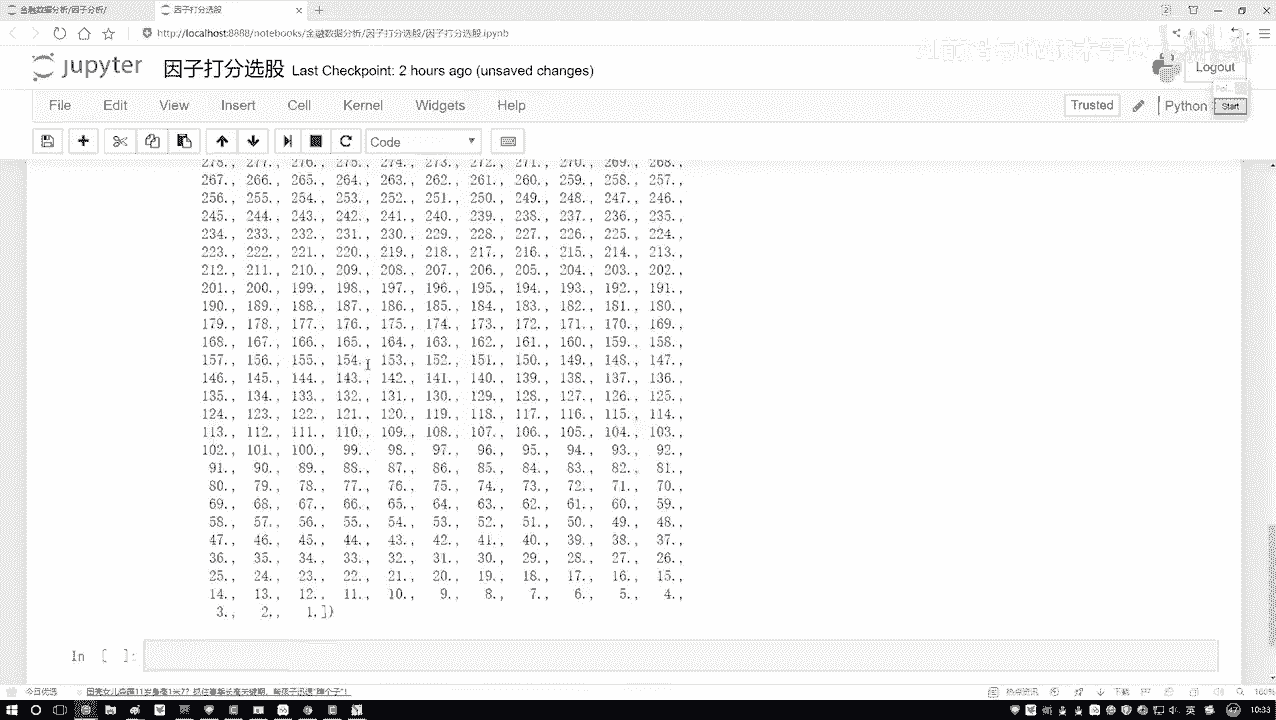 金融数据分析/因子分析/
因子打分选股
http://localhost:8888/notebooks/金融数据分析/因子打分选股/因子打分选股.ipynb
jupyter 因子打分选股 Last Checkpoint: 2 hours ago (unsaved changes)
Logout
File Edit View Insert Cell Kernel Widgets Help
Trusted Python Start
Code
278., 277., 276., 275., 274., 273., 272., 271., 270., 269., 268.,
267., 266., 265., 264., 263., 262., 261., 260., 259., 258., 257.,
256., 255., 254., 253., 252., 251., 250., 249., 248., 247., 246.,
245., 244., 243., 242., 241., 240., 239., 238., 237., 236., 235.,
234., 233., 232., 231., 230., 229., 228., 227., 226., 225., 224.,
223., 222., 221., 220., 219., 218., 217., 216., 215., 214., 213.,
212., 211., 210., 209., 208., 207., 206., 205., 204., 203., 202.,
201., 200., 199., 198., 197., 196., 195., 194., 193., 192., 191.,
190., 189., 188., 187., 186., 185., 184., 183., 182., 181., 180.,
179., 178., 177., 176., 175., 174., 173., 172., 171., 170., 169.,
168., 167., 166., 165., 164., 163., 162., 161., 160., 159., 158.,
157., 156., 155., 154., 153., 152., 151., 150., 149., 148., 147.,
146., 145., 144., 143., 142., 141., 140., 139., 138., 137., 136.,
135., 134., 133., 132., 131., 130., 129., 128., 127., 126., 125.,
124., 123., 122., 121., 120., 119., 118., 117., 116., 115., 114.,
113., 112., 111., 110., 109., 108., 107., 106., 105., 104., 103.,
102., 101., 100., 99., 98., 97., 96., 95., 94., 93., 92.,
91., 90., 89., 88., 87., 86., 85., 84., 83., 82., 81.,
80., 79., 78., 77., 76., 75., 74., 73., 72., 71., 70.,
69., 68., 67., 66., 65., 64., 63., 62., 61., 60., 59.,
58., 57., 56., 55., 54., 53., 52., 51., 50., 49., 48.,
47., 46., 45., 44., 43., 42., 41., 40., 39., 38., 37.,
36., 35., 34., 33., 32., 31., 30., 29., 28., 27., 26.,
25., 24., 23., 22., 21., 20., 19., 18., 17., 16., 15.,
14., 13., 12., 11., 10., 9., 8., 7., 6., 5., 4.,
3., 2., 1.])
In [ ]:
今日优选
下载
英
10:33